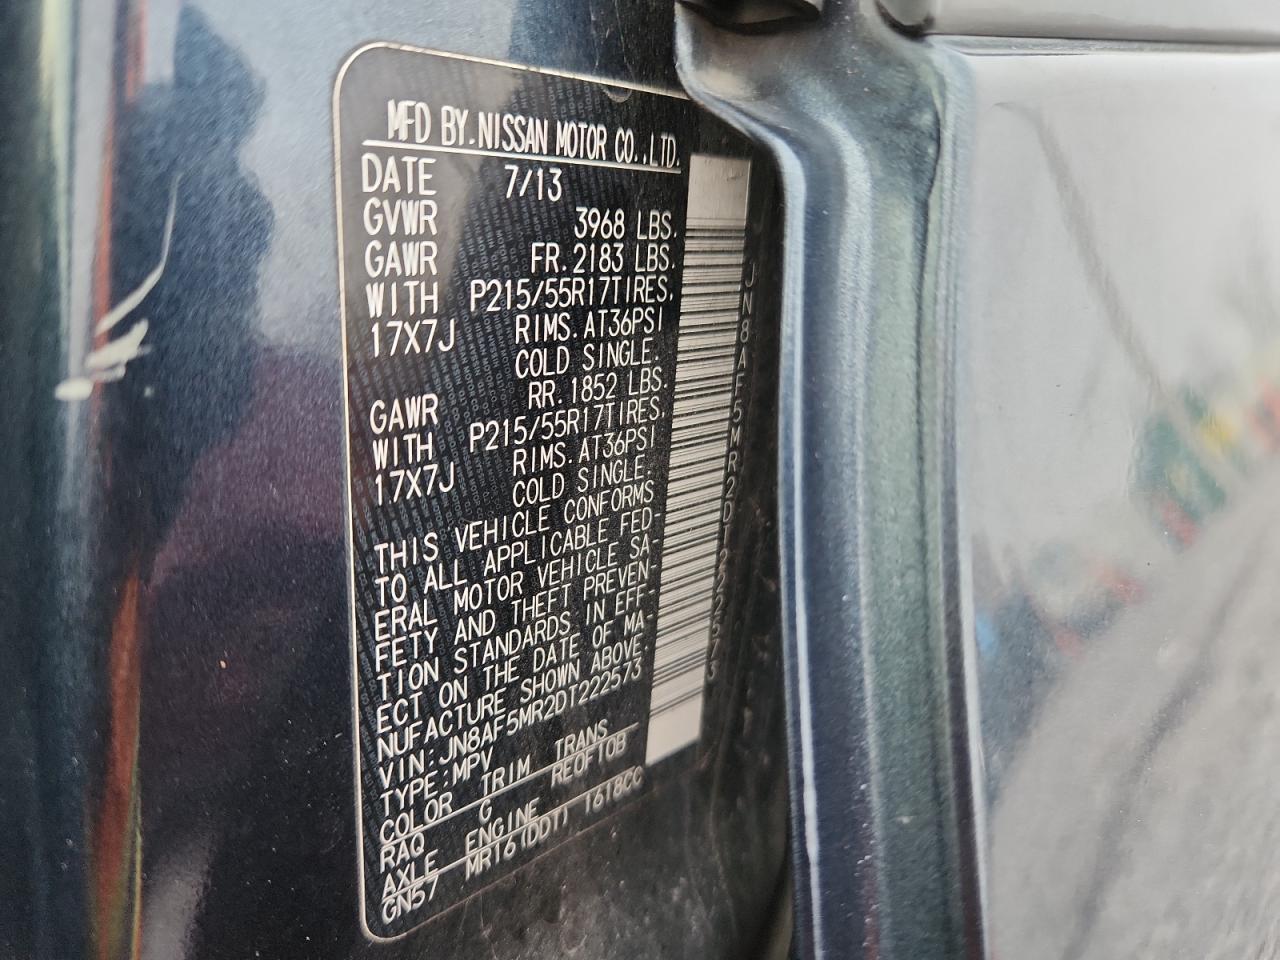 MFD BY.NISSAN MOTOR CO.,LTD.
DATE 7/13
GVWR 3968 LBS.
GAWR FR.2183 LBS.
WITH P215/55R17TIRES.
17X7J RIMS.AT36PSI
COLD SINGLE.
GAWR RR.1852 LBS.
WITH P215/55R17TIRES.
17X7J RIMS.AT36PSI
COLD SINGLE.
THIS VEHICLE CONFORMS
TO ALL APPLICABLE FED
ERAL MOTOR VEHICLE SA-
FETY AND THEFT PREVEN-
TION STANDARDS IN EFF-
ECT ON THE DATE OF MA-
NUFACTURE SHOWN ABOVE.
VIN:JN8AF5MR2DT222573
TYPE:MPV
COLOR TRIM TRANS
RAQ G RE0F10B
AXLE ENGINE
GN57 MR16(DDT) 1618CC
JN8AF5MR2DT222573